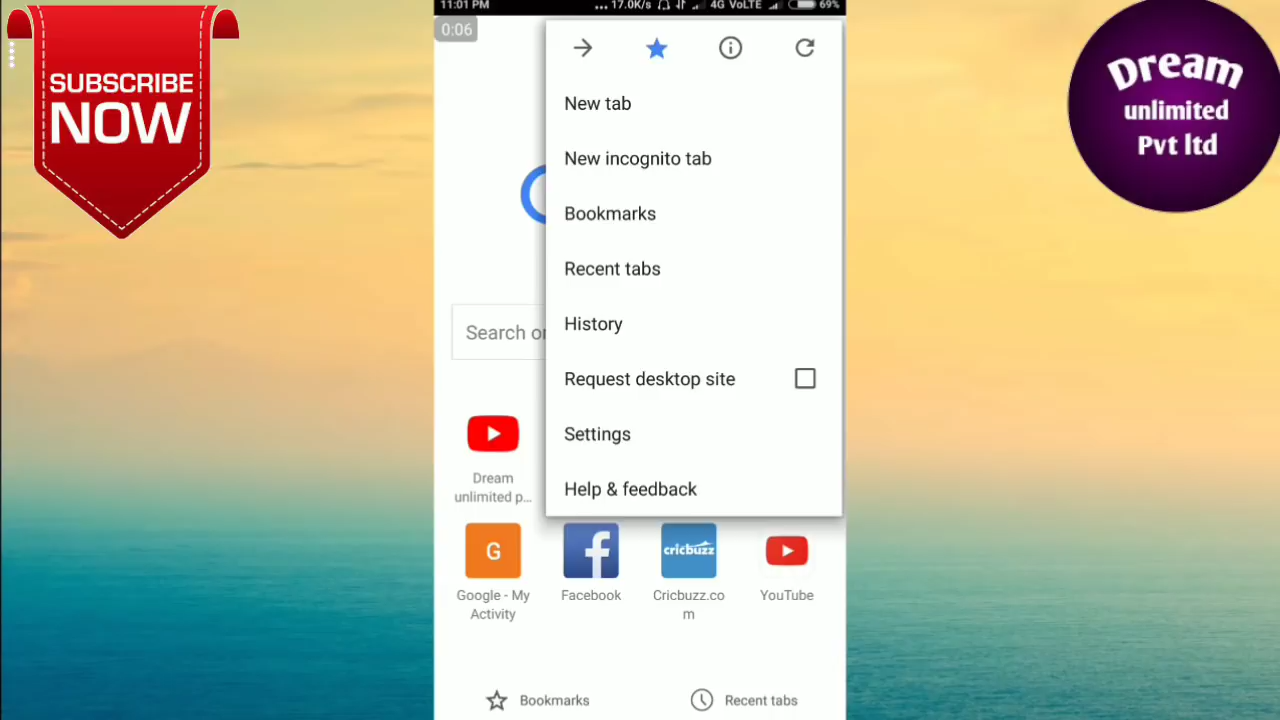 SUBSCRIBE
NOW
11:01 PM
...17.0K/s
4G VoLTE
69%
0:06
New tab
New incognito tab
Bookmarks
Recent tabs
History
Request desktop site
Settings
Help & feedback
Search or
Dream
unlimited p...
G
Google - My
Activity
f
Facebook
cricbuzz
Cricbuzz.co
m
YouTube
Bookmarks
Recent tabs
Dream
unlimited
Pvt ltd